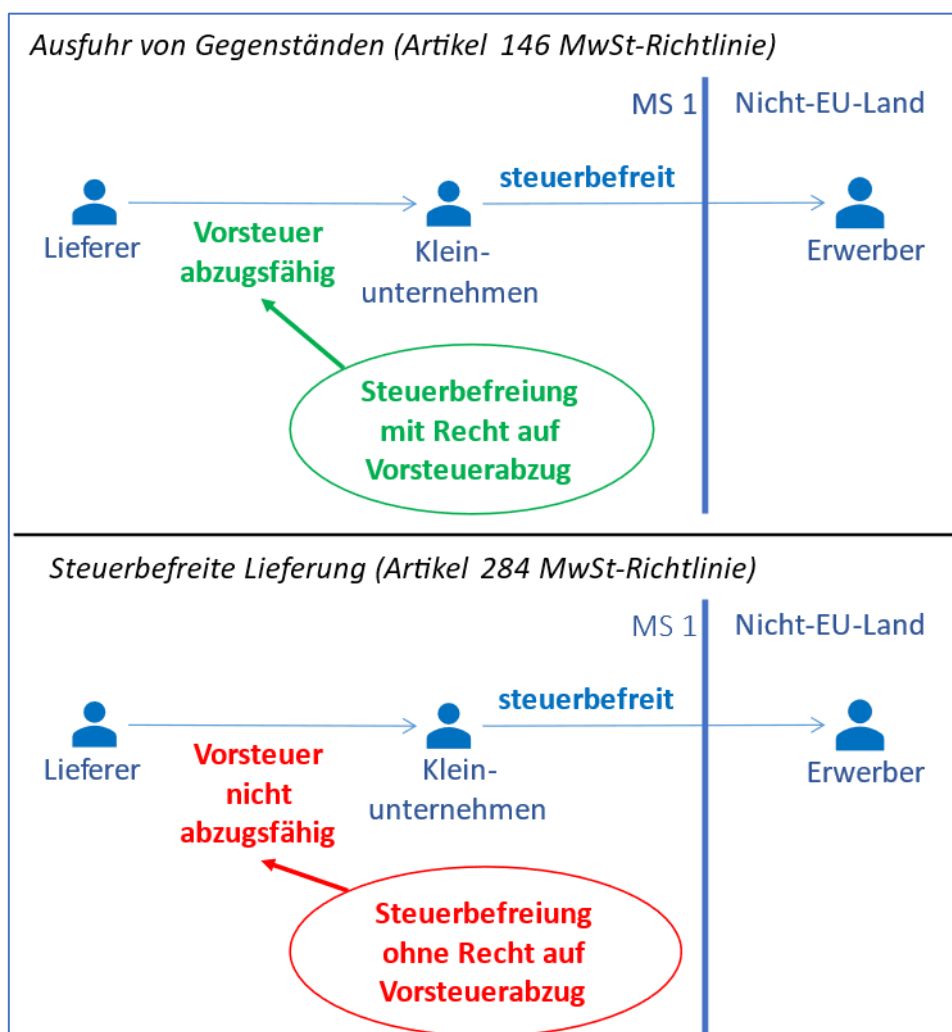 Ausfuhr von Gegenständen (Artikel 146 MwSt-Richtlinie)
MS 1
Nicht-EU-Land
steuerbefreit
Lieferer
Vorsteuer
abzugsfähig
Klein-
unternehmen
Erwerber
Steuerbefreiung
mit Recht auf
Vorsteuerabzug
Steuerbefreite Lieferung (Artikel 284 MwSt-Richtlinie)
MS 1
Nicht-EU-Land
steuerbefreit
Lieferer
Vorsteuer
nicht
abzugsfähig
Klein-
unternehmen
Erwerber
Steuerbefreiung
ohne Recht auf
Vorsteuerabzug